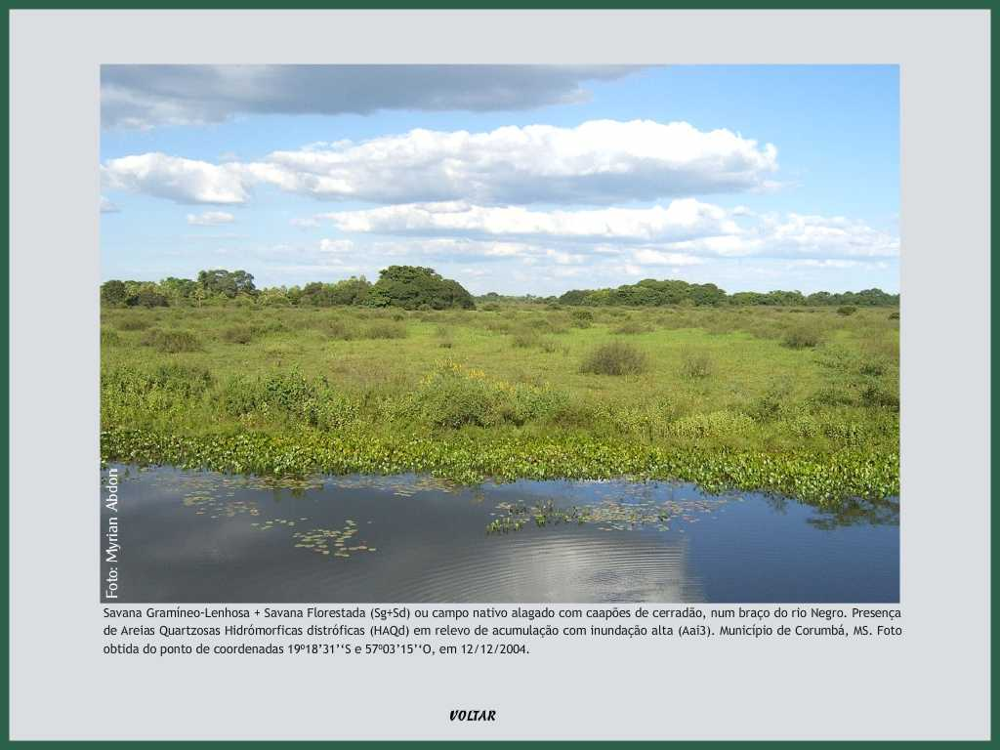 Foto: Myrian Abdon
Savana Gramíneo-Lenhosa + Savana Florestada (Sg+Sd) ou campo nativo alagado com caapões de cerradão, num braço do rio Negro. Presença
de Areias Quartzosas Hidrómorficas distróficas (HAQd) em relevo de acumulação com inundação alta (Aai3). Município de Corumbá, MS. Foto
obtida do ponto de coordenadas 19º18’31’‘S e 57º03’15’‘O, em 12/12/2004.
VOLTAR